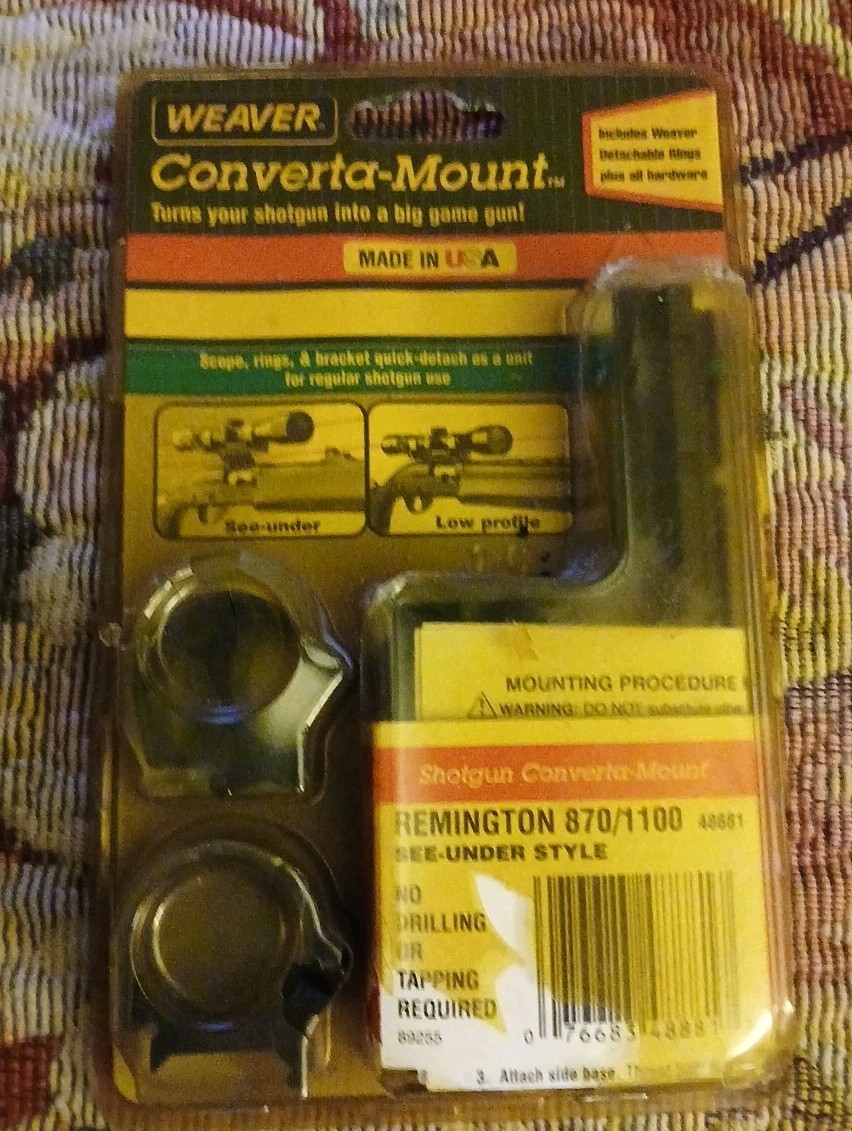 WEAVER
Converta-Mount™
Turns your shotgun into a big game gun!
Includes Weaver
Detachable Rings
plus all hardware
MADE IN USA
Scope, rings, & bracket quick-detach as a unit
for regular shotgun use
See-under
Low profile
MOUNTING PROCEDURE
WARNING: DO NOT substitute
Shotgun Converta-Mount
REMINGTON 870/1100
SEE-UNDER STYLE
NO
DRILLING
OR
TAPPING
REQUIRED
89255
0 76683
3. Attach side base.